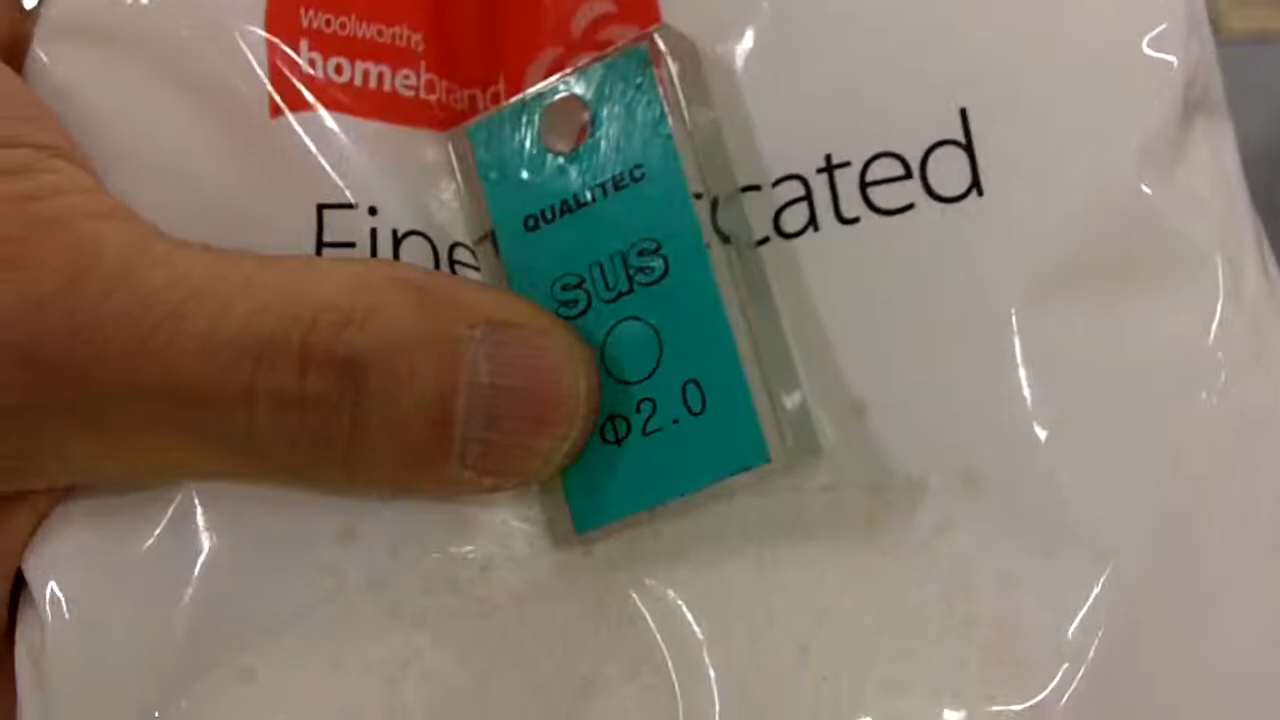 woolworths
homebrand
Fine cated
QUALITEC
sus
Φ2.0